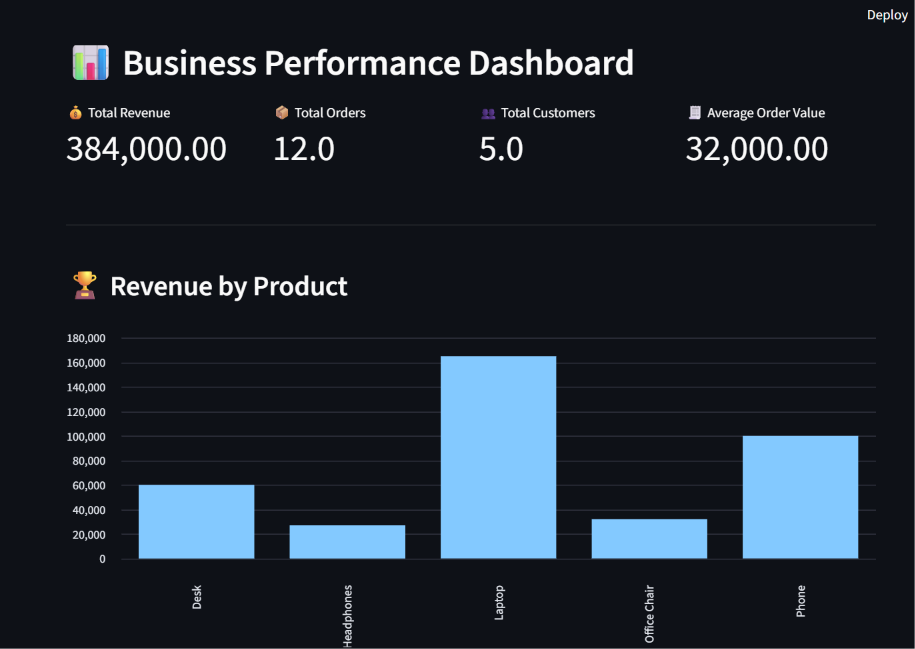 Deploy
Business Performance Dashboard
Total Revenue
Total Orders
Total Customers
Average Order Value
384,000.00
12.0
5.0
32,000.00
Revenue by Product
180,000
160,000
140,000
120,000
100,000
80,000
60,000
40,000
20,000
0
Desk
Headphones
Laptop
Office Chair
Phone